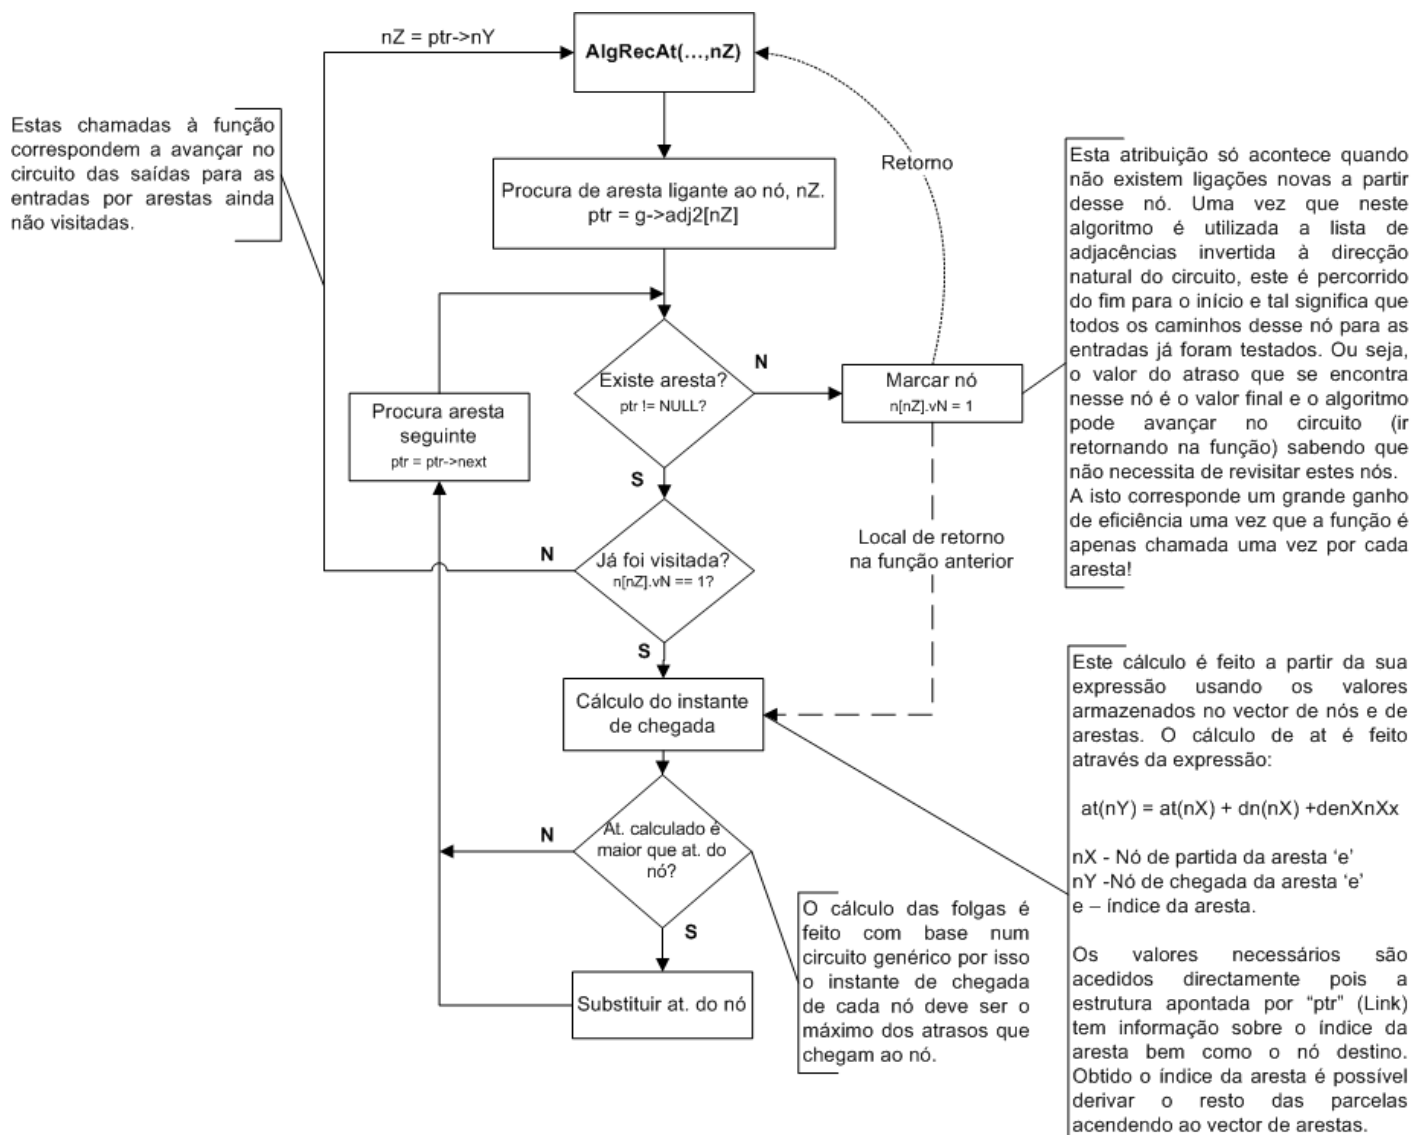 nZ = ptr->nY
AlgRecAt(...,nZ)
Estas chamadas à função
correspondem a avançar no
circuito das saídas para as
entradas por arestas ainda
não visitadas.
Procura de aresta ligante ao nó, nZ.
ptr = g->adj2[nZ]
Retorno
Esta atribuição só acontece quando
não existem ligações novas a partir
desse nó. Uma vez que neste
algoritmo é utilizada a lista de
adjacências invertida à direcção
natural do circuito, este é percorrido
do fim para o início e tal significa que
todos os caminhos desse nó para as
entradas já foram testados. Ou seja,
o valor do atraso que se encontra
nesse nó é o valor final e o algoritmo
pode avançar no circuito (ir
retornando na função) sabendo que
não necessita de revisitar estes nós.
A isto corresponde um grande ganho
de eficiência uma vez que a função é
apenas chamada uma vez por cada
aresta!
Existe aresta?
ptr != NULL?
N
Marcar nó
n[nZ].vN = 1
Procura aresta
seguinte
ptr = ptr->next
S
Local de retorno
na função anterior
Já foi visitada?
n[nZ].vN == 1?
N
S
Cálculo do instante
de chegada
Este cálculo é feito a partir da sua
expressão usando os valores
armazenados no vector de nós e de
arestas. O cálculo de at é feito
através da expressão:
at(nY) = at(nX) + dn(nX) +denXnXx
nX - Nó de partida da aresta ‘e’
nY -Nó de chegada da aresta ‘e’
e – índice da aresta.
Os valores necessários são
acedidos directamente pois a
estrutura apontada por “ptr” (Link)
tem informação sobre o índice da
aresta bem como o nó destino.
Obtido o índice da aresta é possível
derivar o resto das parcelas
acendendo ao vector de arestas.
At. calculado é
maior que at. do
nó?
N
S
O cálculo das folgas é
feito com base num
circuito genérico por isso
o instante de chegada
de cada nó deve ser o
máximo dos atrasos que
chegam ao nó.
Substituir at. do nó